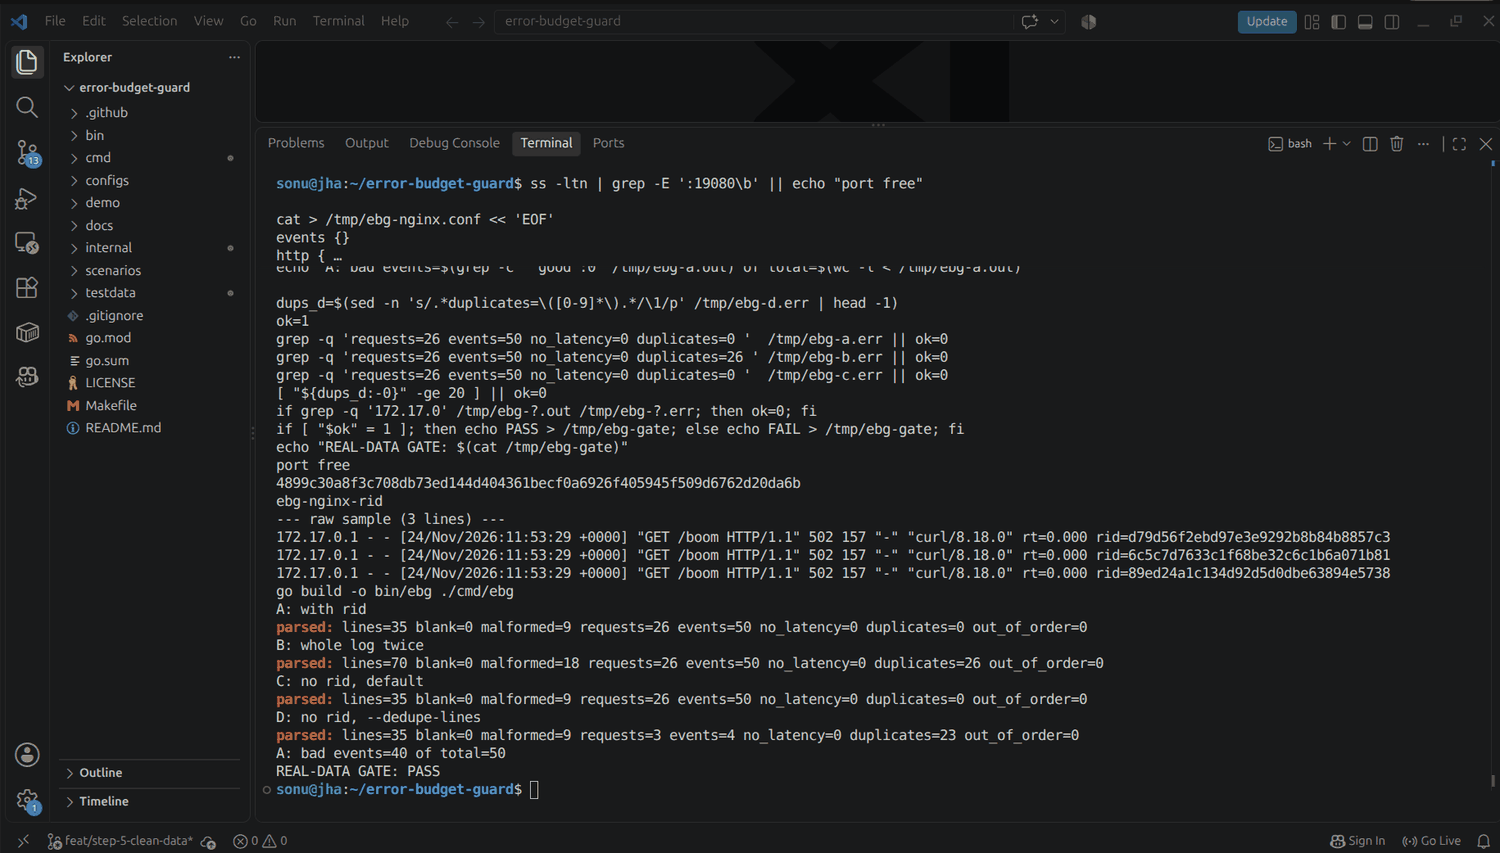 File Edit Selection View Go Run Terminal Help
error-budget-guard
Update
Explorer
error-budget-guard
.github
bin
cmd
configs
demo
docs
internal
scenarios
testdata
.gitignore
go.mod
go.sum
LICENSE
Makefile
README.md
Outline
Timeline
13
1
Problems Output Debug Console Terminal Ports
bash
sonu@jha:~/error-budget-guard$ ss -ltn | grep -E ':19080\b' || echo "port free"
cat > /tmp/ebg-nginx.conf << 'EOF'
events {}
http { …
echo "A: bad events=$(grep -c '"good":0' /tmp/ebg-a.out) of total=$(wc -l < /tmp/ebg-a.out)"
dups_d=$(sed -n 's/.*duplicates=\([0-9]*\).*/\1/p' /tmp/ebg-d.err | head -1)
ok=1
grep -q 'requests=26 events=50 no_latency=0 duplicates=0 '  /tmp/ebg-a.err || ok=0
grep -q 'requests=26 events=50 no_latency=0 duplicates=26 ' /tmp/ebg-b.err || ok=0
grep -q 'requests=26 events=50 no_latency=0 duplicates=0 '  /tmp/ebg-c.err || ok=0
[ "${dups_d:-0}" -ge 20 ] || ok=0
if grep -q '172.17.0' /tmp/ebg-?.out /tmp/ebg-?.err; then ok=0; fi
if [ "$ok" = 1 ]; then echo PASS > /tmp/ebg-gate; else echo FAIL > /tmp/ebg-gate; fi
echo "REAL-DATA GATE: $(cat /tmp/ebg-gate)"
port free
4899c30a8f3c708db73ed144d404361becf0a6926f405945f509d6762d20da6b
ebg-nginx-rid
--- raw sample (3 lines) ---
172.17.0.1 - - [24/Nov/2026:11:53:29 +0000] "GET /boom HTTP/1.1" 502 157 "-" "curl/8.18.0" rt=0.000 rid=d79d56f2ebd97e3e9292b8b84b8857c3
172.17.0.1 - - [24/Nov/2026:11:53:29 +0000] "GET /boom HTTP/1.1" 502 157 "-" "curl/8.18.0" rt=0.000 rid=6c5c7d7633c1f68be32c6c1b6a071b81
172.17.0.1 - - [24/Nov/2026:11:53:29 +0000] "GET /boom HTTP/1.1" 502 157 "-" "curl/8.18.0" rt=0.000 rid=89ed24a1c134d92d5d0dbe63894e5738
go build -o bin/ebg ./cmd/ebg
A: with rid
parsed: lines=35 blank=0 malformed=9 requests=26 events=50 no_latency=0 duplicates=0 out_of_order=0
B: whole log twice
parsed: lines=70 blank=0 malformed=18 requests=26 events=50 no_latency=0 duplicates=26 out_of_order=0
C: no rid, default
parsed: lines=35 blank=0 malformed=9 requests=26 events=50 no_latency=0 duplicates=0 out_of_order=0
D: no rid, --dedupe-lines
parsed: lines=35 blank=0 malformed=9 requests=3 events=4 no_latency=0 duplicates=23 out_of_order=0
A: bad events=40 of total=50
REAL-DATA GATE: PASS
sonu@jha:~/error-budget-guard$
feat/step-5-clean-data* 0 0
Sign In Go Live